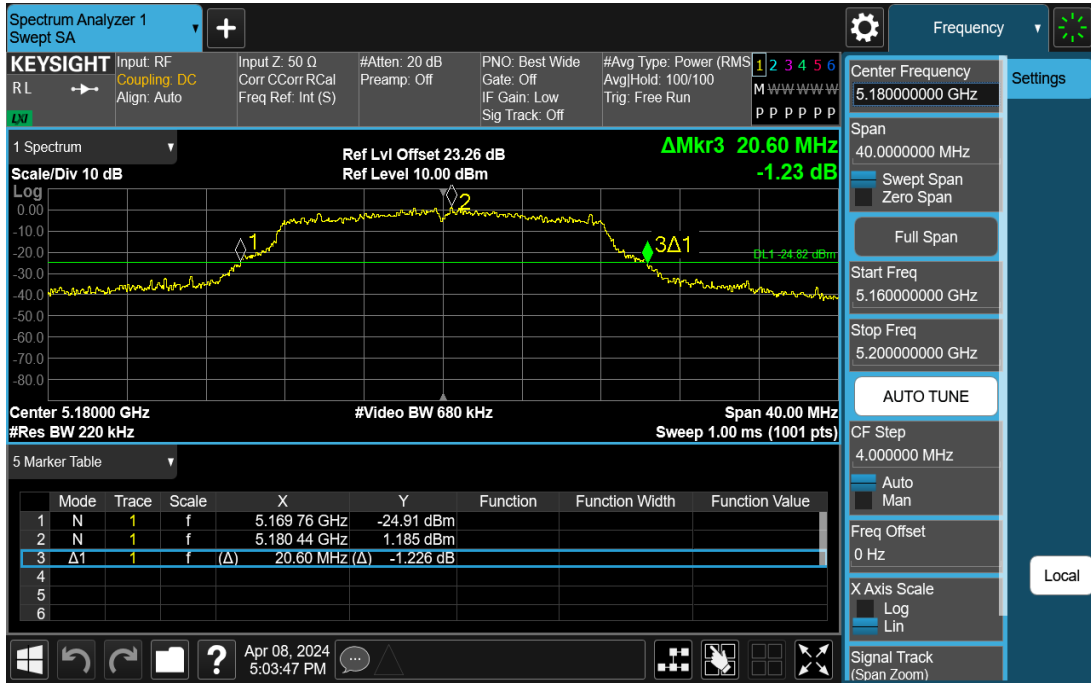 Spectrum Analyzer 1
Swept SA
+
Frequency
KEYSIGHT
RL
LXI
Input: RF
Coupling: DC
Align: Auto
Input Z: 50 Ω
Corr CCorr RCal
Freq Ref: Int (S)
#Atten: 20 dB
Preamp: Off
PNO: Best Wide
Gate: Off
IF Gain: Low
Sig Track: Off
#Avg Type: Power (RMS
Avg|Hold: 100/100
Trig: Free Run
1 2 3 4 5 6
M W W W W W
P P P P P P
1 Spectrum
Scale/Div 10 dB
Ref Lvl Offset 23.26 dB
Ref Level 10.00 dBm
ΔMkr3 20.60 MHz
-1.23 dB
Log
0.00
-10.0
-20.0
-30.0
-40.0
-50.0
-60.0
-70.0
-80.0
1
2
3Δ1
DL1 -24.82 dBm
Center 5.18000 GHz
#Video BW 680 kHz
Span 40.00 MHz
#Res BW 220 kHz
Sweep 1.00 ms (1001 pts)
5 Marker Table
Mode Trace Scale X Y Function Function Width Function Value
1 N 1 f 5.169 76 GHz -24.91 dBm
2 N 1 f 5.180 44 GHz 1.185 dBm
3 Δ1 1 f (Δ) 20.60 MHz (Δ) -1.226 dB
4
5
6
?
Apr 08, 2024
5:03:47 PM
Center Frequency
5.180000000 GHz
Span
40.0000000 MHz
Swept Span
Zero Span
Full Span
Start Freq
5.160000000 GHz
Stop Freq
5.200000000 GHz
AUTO TUNE
CF Step
4.000000 MHz
Auto
Man
Freq Offset
0 Hz
X Axis Scale
Log
Lin
Signal Track
(Span Zoom)
Settings
Local